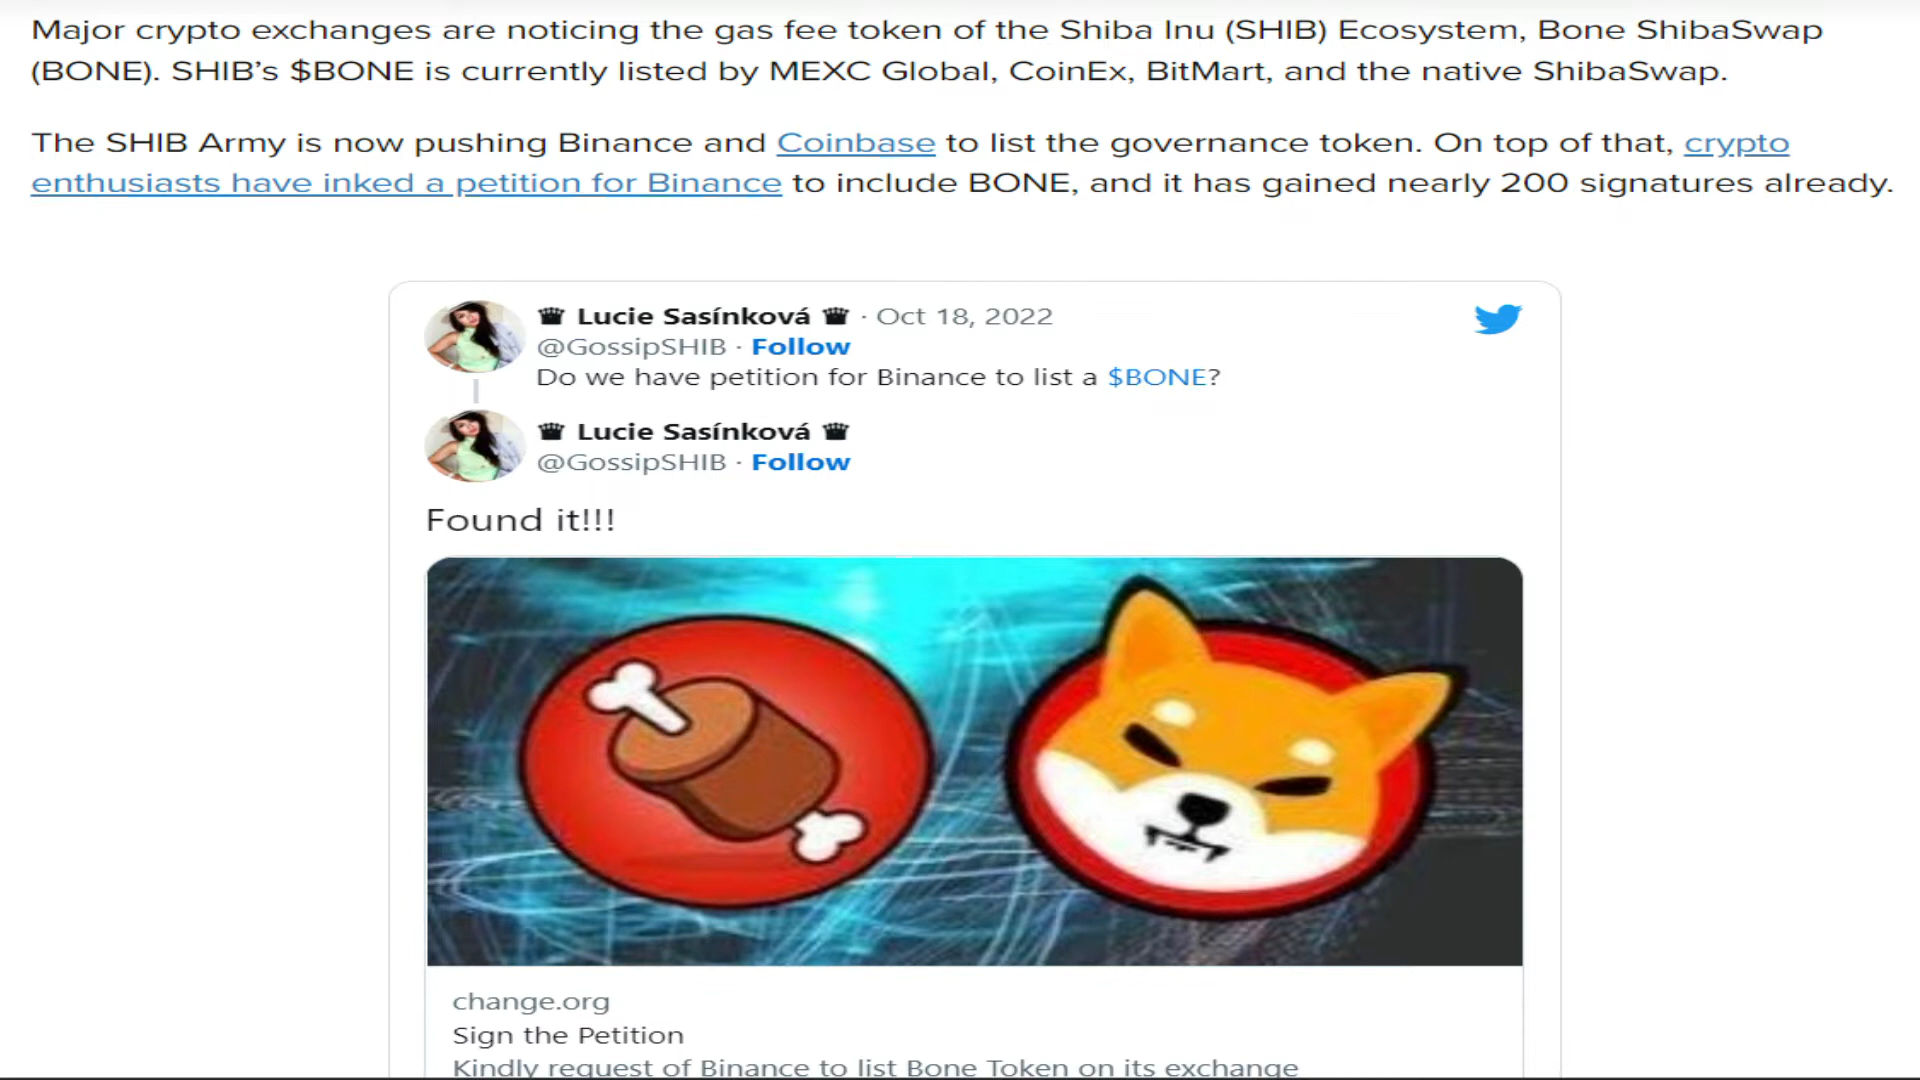 Major crypto exchanges are noticing the gas fee token of the Shiba Inu (SHIB) Ecosystem, Bone ShibaSwap
(BONE). SHIB’s $BONE is currently listed by MEXC Global, CoinEx, BitMart, and the native ShibaSwap.
The SHIB Army is now pushing Binance and Coinbase to list the governance token. On top of that, crypto
enthusiasts have inked a petition for Binance to include BONE, and it has gained nearly 200 signatures already.
Lucie Sasínková · Oct 18, 2022
@GossipSHIB · Follow
Do we have petition for Binance to list a $BONE?
Lucie Sasínková
@GossipSHIB · Follow
Found it!!!
change.org
Sign the Petition
Kindly request of Binance to list Bone Token on its exchange